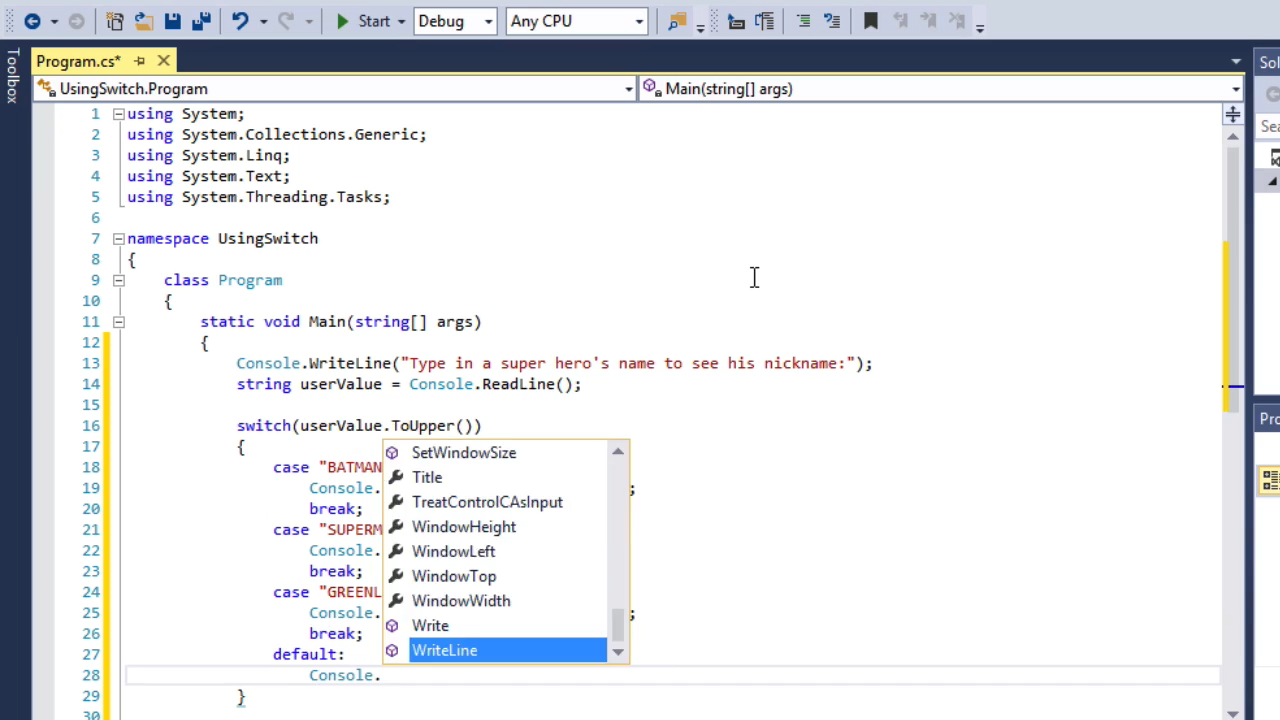 Start Debug Any CPU
Toolbox
Program.cs*
UsingSwitch.Program Main(string[] args)
1 using System;
2 using System.Collections.Generic;
3 using System.Linq;
4 using System.Text;
5 using System.Threading.Tasks;
6
7 namespace UsingSwitch
8 {
9 class Program
10 {
11 static void Main(string[] args)
12 {
13 Console.WriteLine("Type in a super hero's name to see his nickname:");
14 string userValue = Console.ReadLine();
15
16 switch(userValue.ToUpper())
17 {
18 case "BATMAN
19 Console. ;
20 break;
21 case "SUPERM
22 Console.
23 break;
24 case "GREENL
25 Console. ;
26 break;
27 default:
28 Console.
29 }
30
SetWindowSize
Title
TreatControlCAsInput
WindowHeight
WindowLeft
WindowTop
WindowWidth
Write
WriteLine
Sol
Sea
Pro